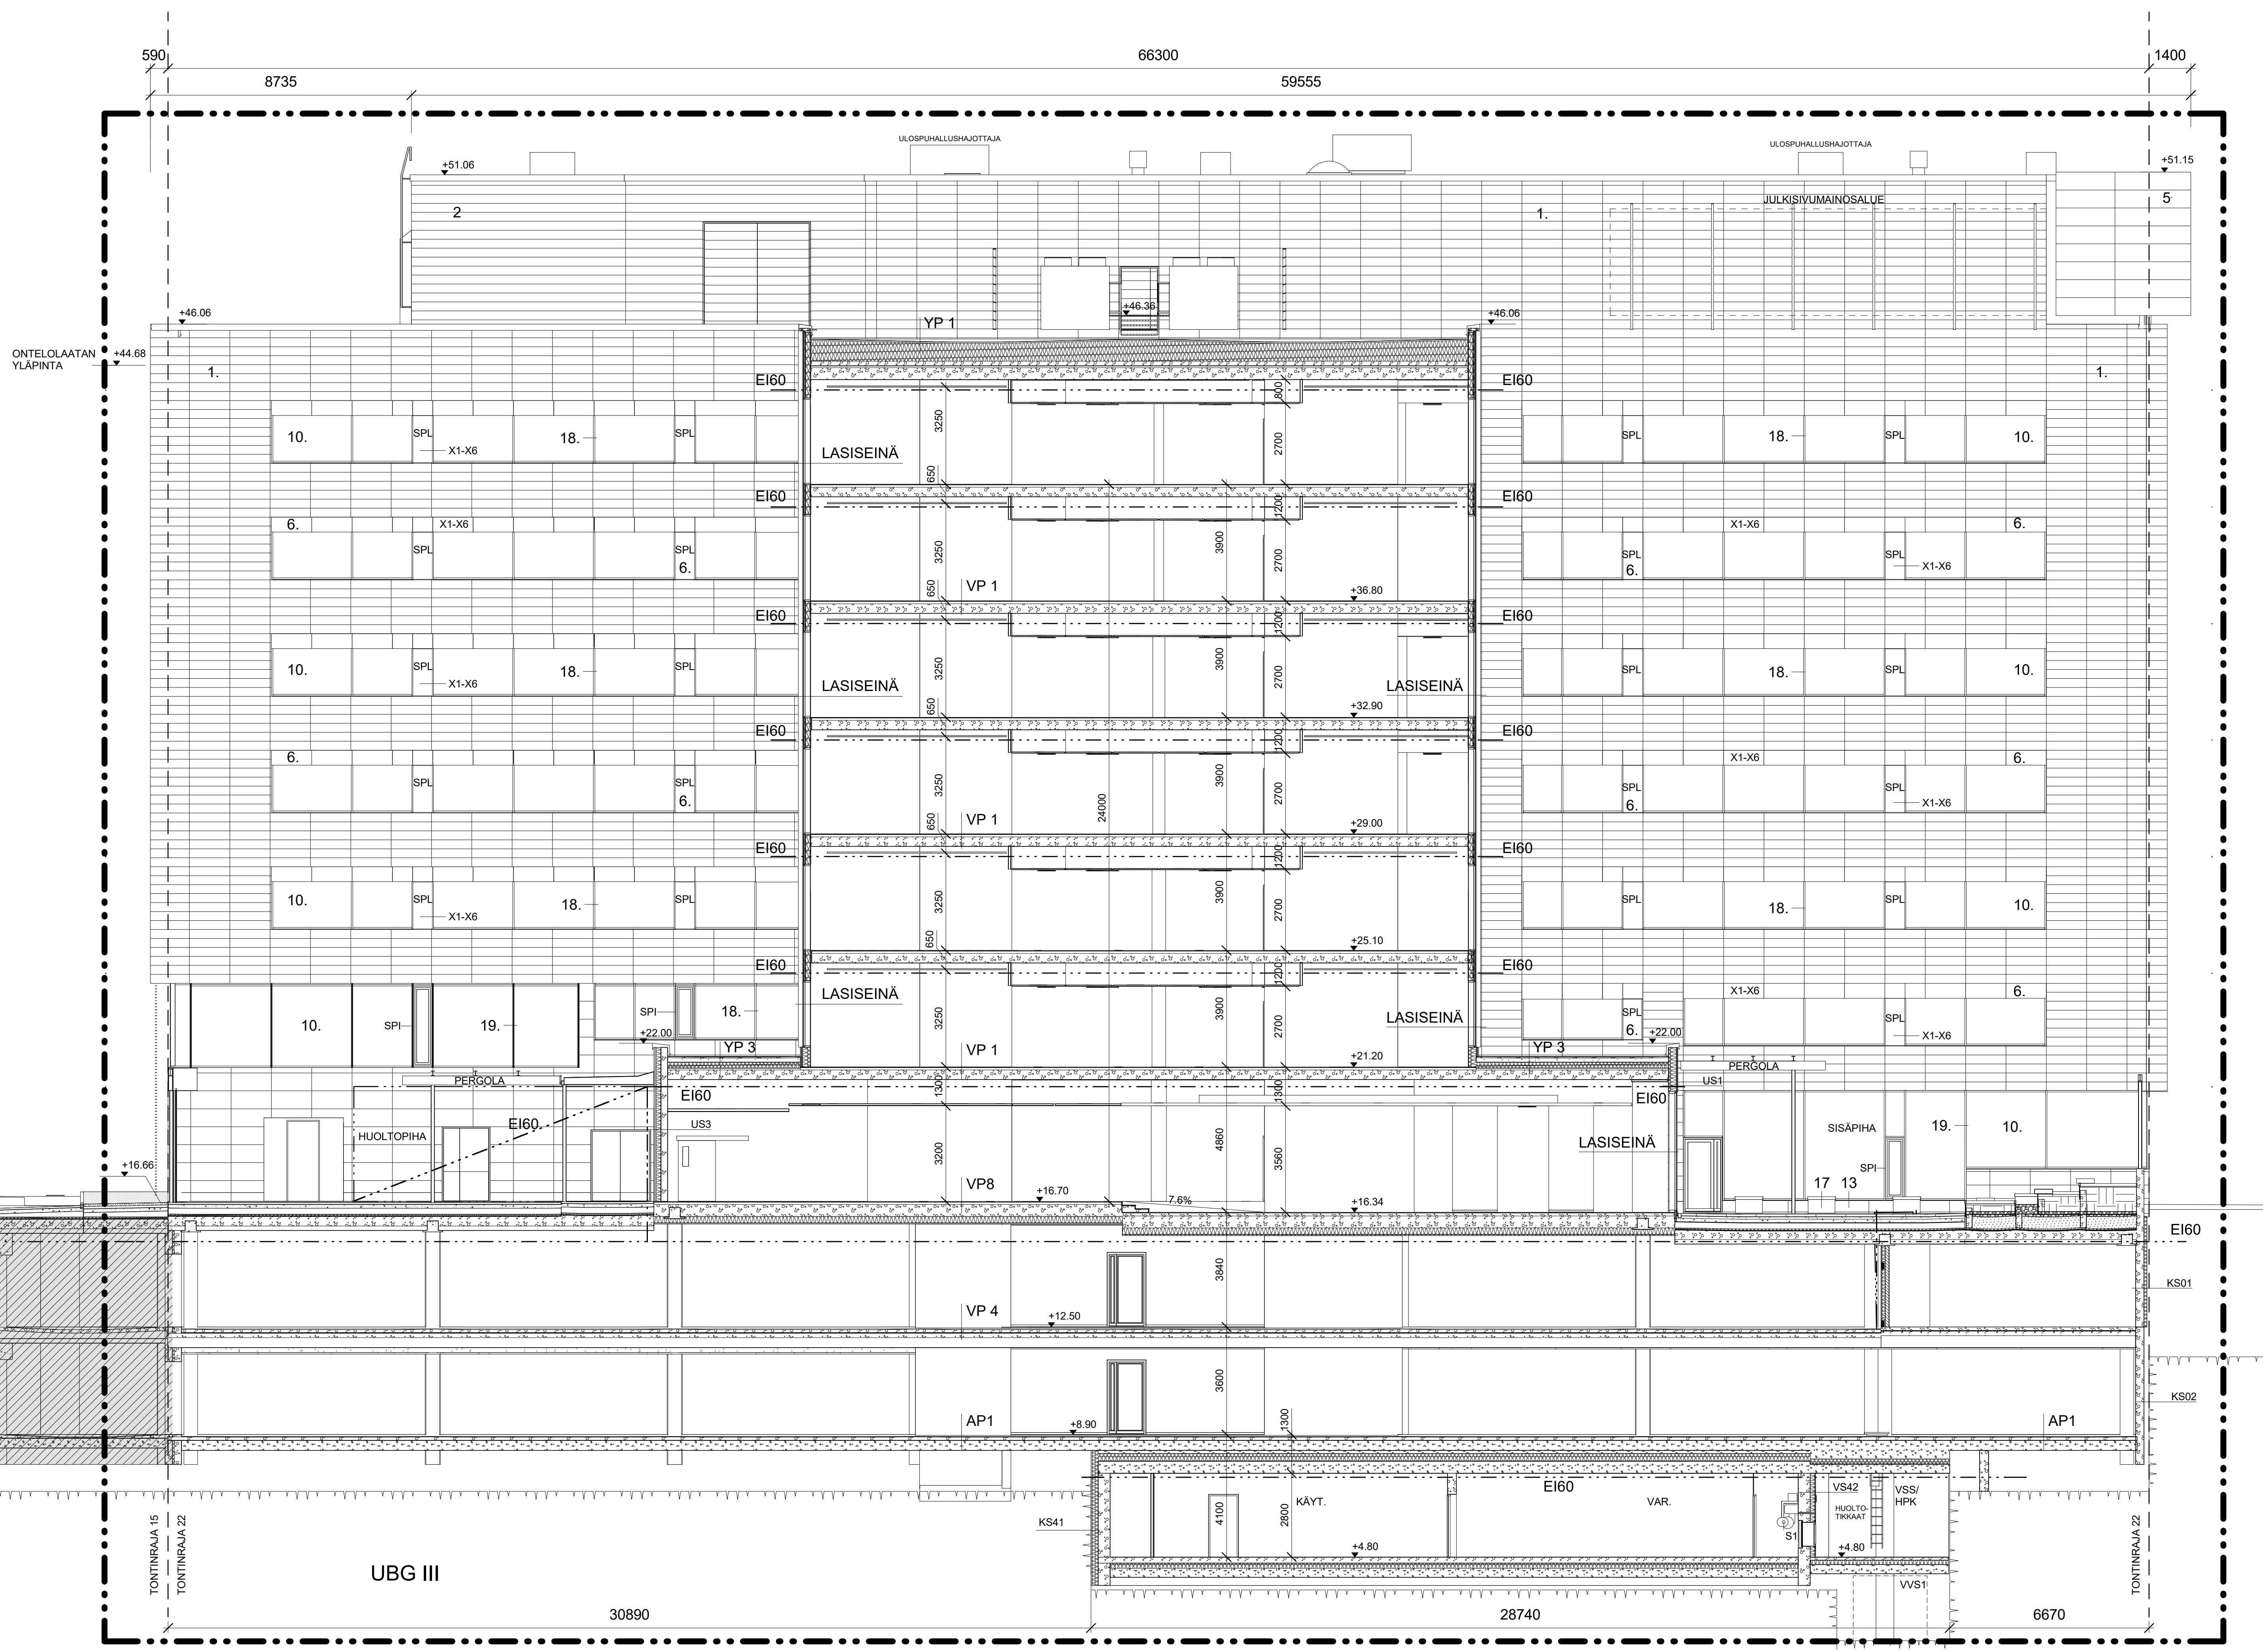 590
66300
1400
8735
59555
ULOSPUHALLUSHAJOTTAJA
ULOSPUHALLUSHAJOTTAJA
+51.06
+51.15
2
1.
JULKISIVUMAINOSALUE
5
+46.06
+46.36
+46.06
YP 1
ONTELOLAATAN
YLÄPINTA
+44.68
1.
1.
EI60
800
EI60
3250
10.
SPL
18.
SPL
SPL
18.
SPL
10.
X1-X6
LASISEINÄ
2700
650
EI60
1200
EI60
6.
X1-X6
X1-X6
6.
SPL
SPL
6.
3250
3900
2700
SPL
6.
SPL
X1-X6
650
VP 1
+36.80
EI60
1200
EI60
10.
SPL
18.
SPL
3250
3900
2700
SPL
18.
SPL
10.
X1-X6
LASISEINÄ
LASISEINÄ
650
+32.90
EI60
1200
EI60
6.
X1-X6
6.
SPL
SPL
6.
3250
3900
2700
SPL
6.
SPL
X1-X6
24000
650
VP 1
+29.00
EI60
1200
EI60
10.
SPL
18.
SPL
3250
3900
2700
SPL
18.
SPL
10.
X1-X6
650
+25.10
EI60
1200
EI60
LASISEINÄ
X1-X6
6.
10.
SPI
19.
SPI
18.
3250
3900
2700
LASISEINÄ
SPL
6.
SPL
X1-X6
+22.00
YP 3
VP 1
+21.20
YP 3
+22.00
PERGOLA
PERGOLA
EI60
1300
1300
EI60
US1
HUOLTOPIHA
EI60
US3
3200
4860
3560
LASISEINÄ
SISÄPIHA
19.
10.
SPI
+16.66
VP8
+16.70
7.6%
+16.34
17
13
EI60
3840
KS01
VP 4
+12.50
3600
KS02
AP1
+8.90
1300
AP1
EI60
KÄYT.
VAR.
VS42
HUOLTO-
TIKKAAT
VSS/
HPK
4100
2800
KS41
S1
+4.80
+4.80
VVS1
TONTINRAJA 15
TONTINRAJA 22
UBG III
TONTINRAJA 22
30890
28740
6670